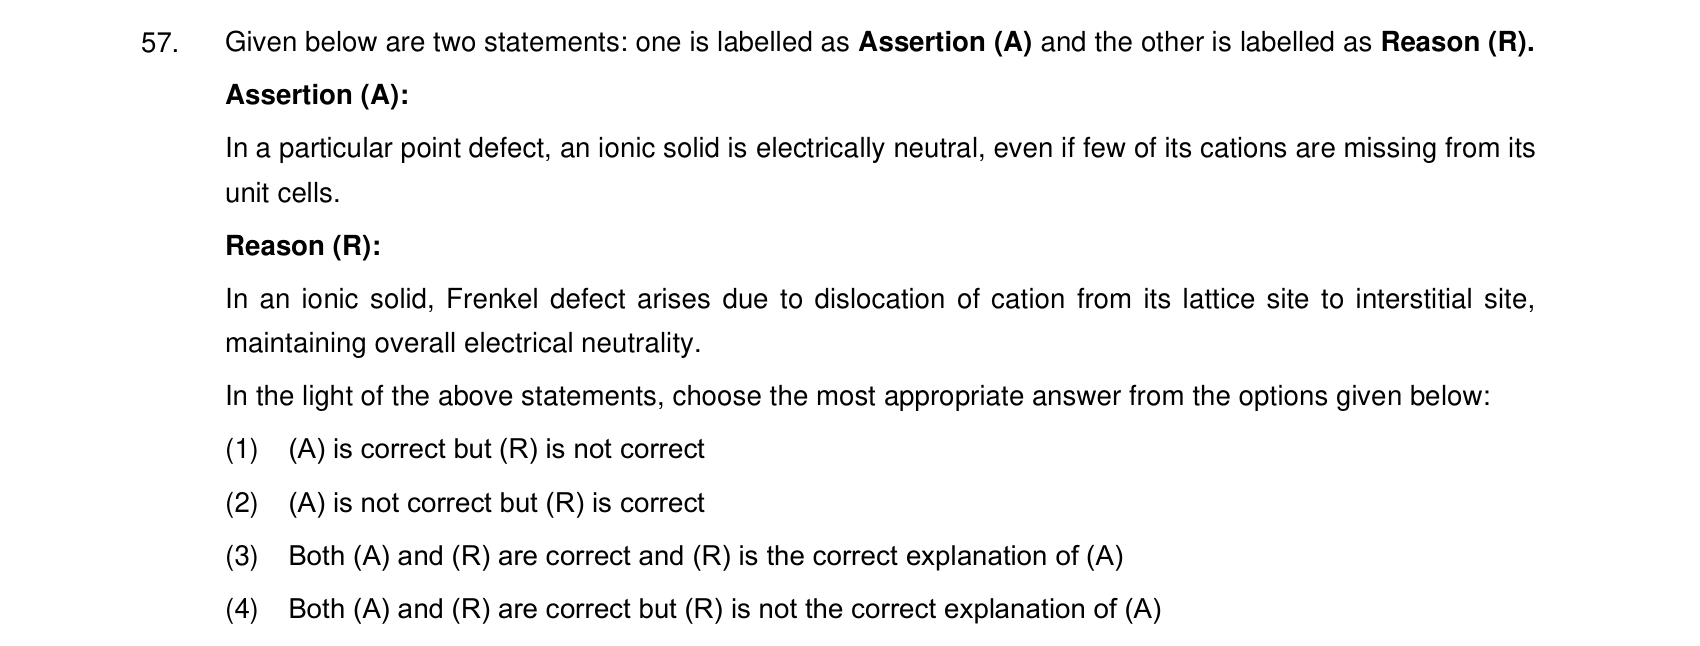 57. Given below are two statements: one is labelled as Assertion (A) and the other is labelled as Reason (R).
Assertion (A):
In a particular point defect, an ionic solid is electrically neutral, even if few of its cations are missing from its
unit cells.
Reason (R):
In an ionic solid, Frenkel defect arises due to dislocation of cation from its lattice site to interstitial site,
maintaining overall electrical neutrality.
In the light of the above statements, choose the most appropriate answer from the options given below:
(1) (A) is correct but (R) is not correct
(2) (A) is not correct but (R) is correct
(3) Both (A) and (R) are correct and (R) is the correct explanation of (A)
(4) Both (A) and (R) are correct but (R) is not the correct explanation of (A)